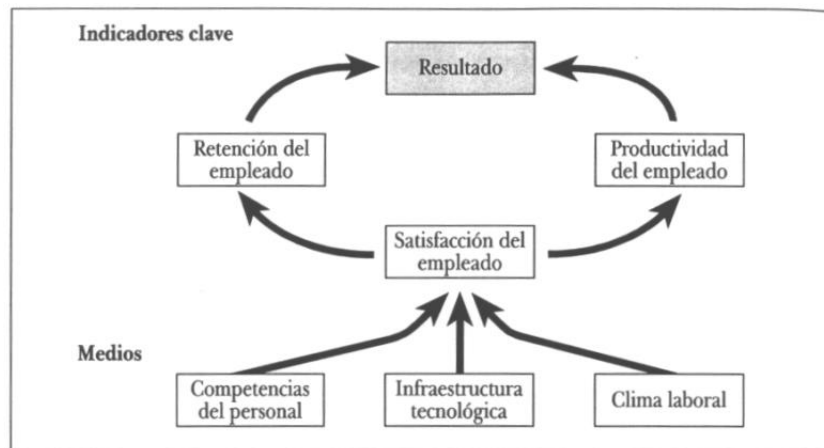 Indicadores clave
Resultado
Retención del
empleado
Productividad
del empleado
Satisfacción del
empleado
Medios
Competencias
del personal
Infraestructura
tecnológica
Clima laboral